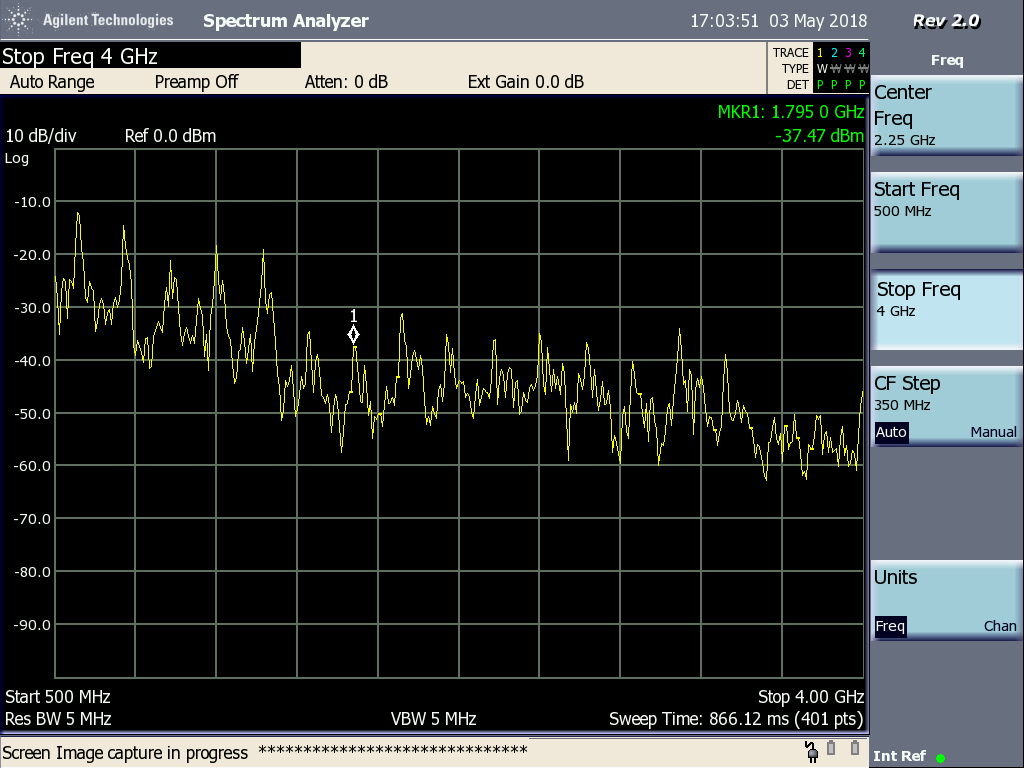 Agilent Technologies Spectrum Analyzer 17:03:51 03 May 2018 Rev 2.0
Stop Freq 4 GHz
Auto Range Preamp Off Atten: 0 dB Ext Gain 0.0 dB
TRACE 1 2 3 4
TYPE W W W W
DET P P P P
MKR1: 1.795 0 GHz
-37.47 dBm
10 dB/div Ref 0.0 dBm
Log
-10.0
-20.0
-30.0
-40.0
-50.0
-60.0
-70.0
-80.0
-90.0
1
Start 500 MHz Stop 4.00 GHz
Res BW 5 MHz VBW 5 MHz Sweep Time: 866.12 ms (401 pts)
Screen Image capture in progress ******************************
Freq
Center
Freq
2.25 GHz
Start Freq
500 MHz
Stop Freq
4 GHz
CF Step
350 MHz
Auto Manual
Units
Freq Chan
Int Ref